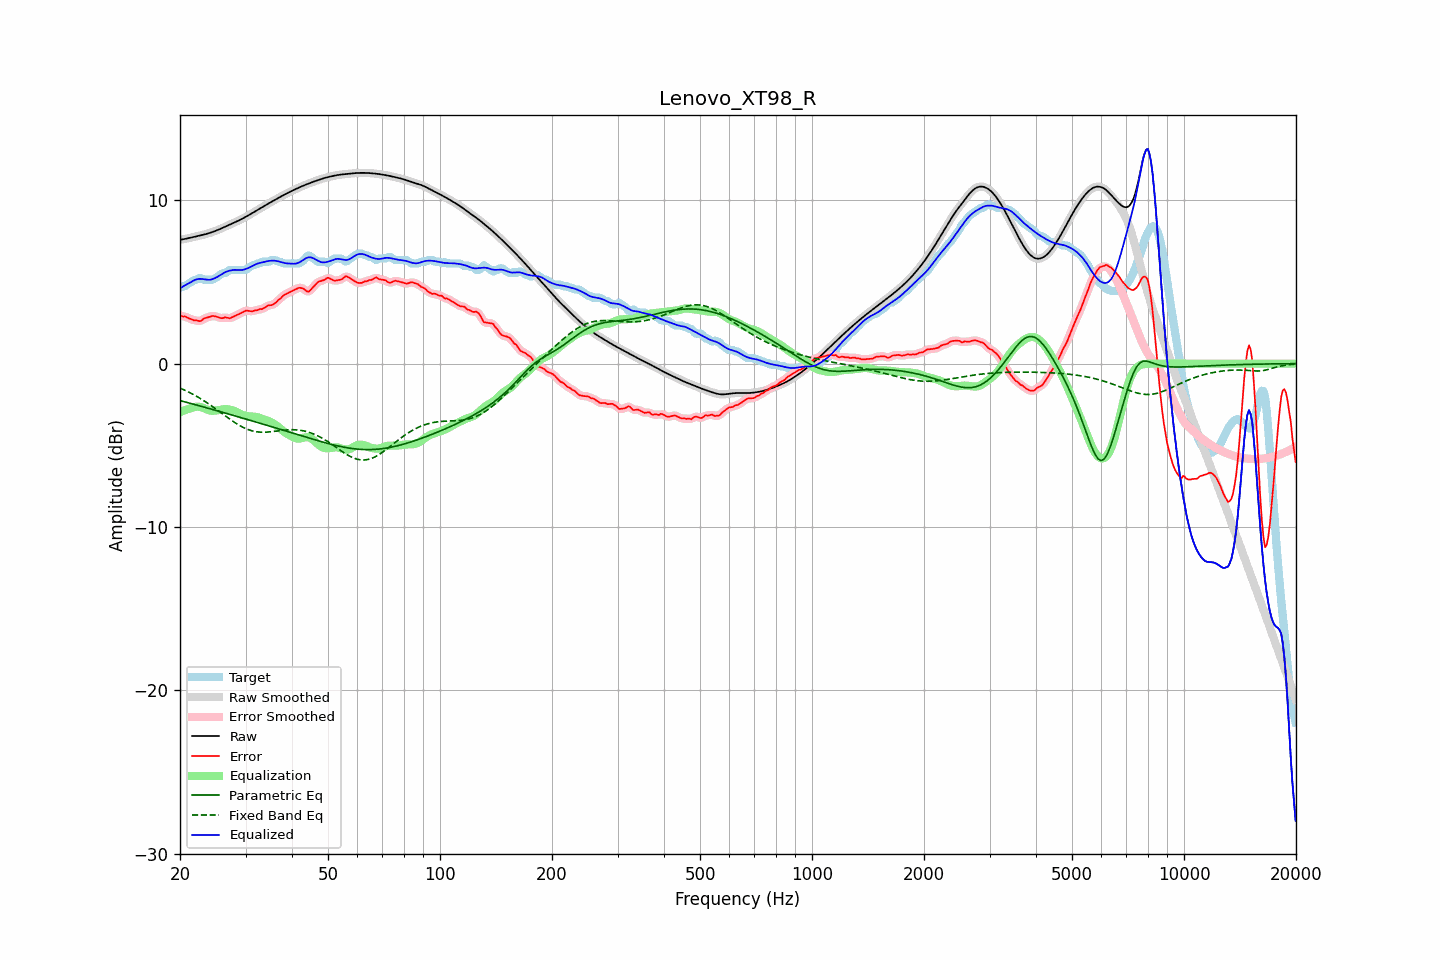 Lenovo_XT98_R
Amplitude (dBr)
10
0
−10
−20
−30
Target
Raw Smoothed
Error Smoothed
Raw
Error
Equalization
Parametric Eq
Fixed Band Eq
Equalized
20 50 100 200 500 1000 2000 5000 10000 20000
Frequency (Hz)